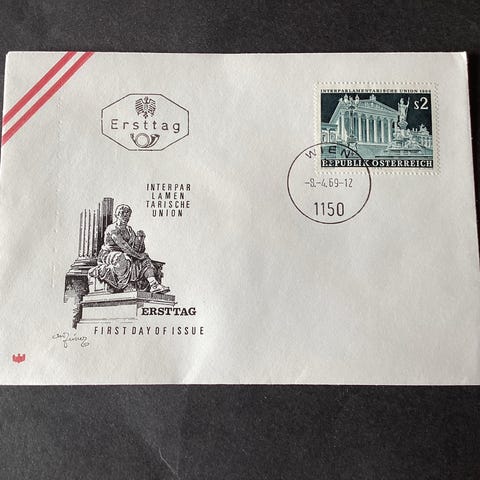 Ersttag
INTERPAR
LAMEN
TARISCHE
UNION
ERSTTAG
FIRST DAY OF ISSUE
INTERPARLAMENTARISCHE UNION 1969
S2
REPUBLIK ÖSTERREICH
WIEN
-8.-4.69-12
1150